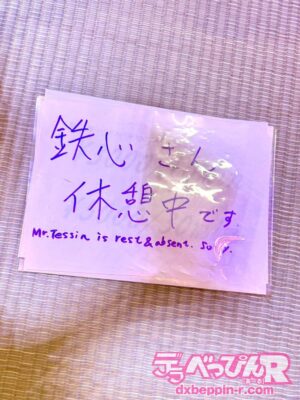 鉄心さん
休憩中です
Mr.Tessin is rest&absent.
デラべっぴんR
dxbeppin-r.com